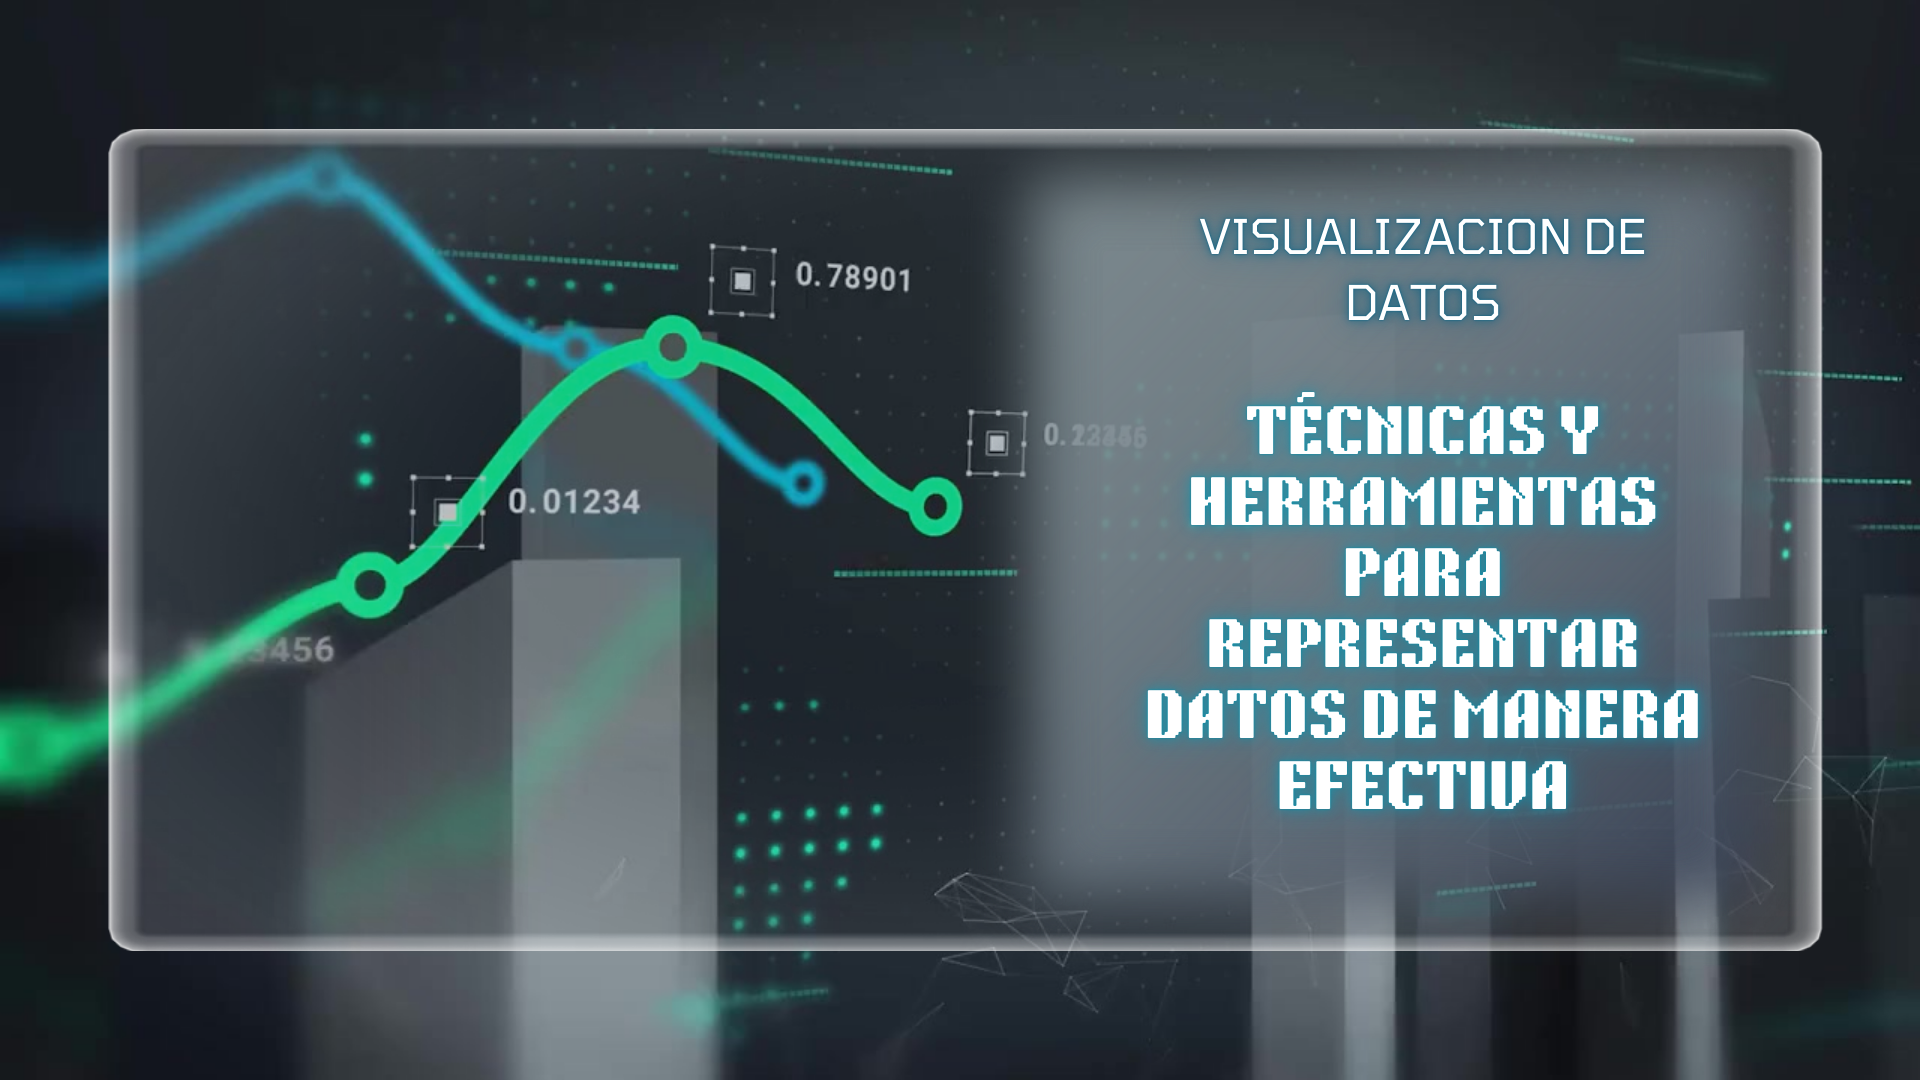 0.78901
0.01234
VISUALIZACION DE
DATOS
TÉCNICAS Y
HERRAMIENTAS
PARA
REPRESENTAR
DATOS DE MANERA
EFECTIVA